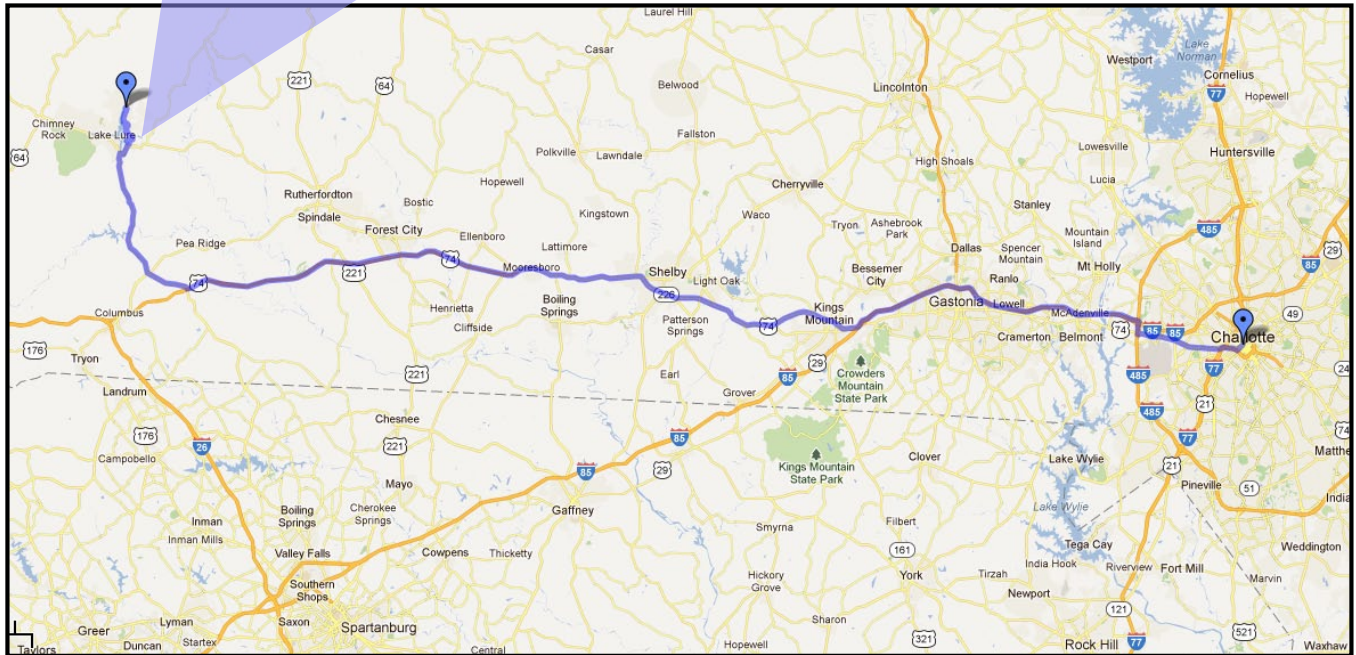 Laurel Hill
Casar
Westport
Lake
Norman
Cornelius
77
221
64
Belwood
Lincolnton
Hopewell
Chimney
Rock
Lake Lure
Fallston
Lowesville
64
Polkville
Lawndale
High Shoals
Huntersville
Hopewell
Cherryville
Lucia
Rutherfordton
Bostic
Kingstown
Waco
Stanley
Spindale
Tryon
Ashebrook
Park
Mountain
Island
485
Forest City
Ellenboro
Lattimore
Dallas
Spencer
Mountain
29
Pea Ridge
74
221
74
Mooresboro
Shelby
Light Oak
Bessemer
City
Ranlo
Mt Holly
85
226
Henrietta
Boiling
Springs
Kings
Mountain
Gastonia
Lowell
McAdenville
49
Columbus
Cliffside
Patterson
Springs
74
Cramerton
Belmont
74
85
85
Charlotte
176
Tryon
29
Crowders
Mountain
State Park
77
24
221
Earl
85
485
Landrum
Grover
21
485
Chesnee
74
176
221
85
77
Matthe
26
29
Campobello
85
Kings Mountain
State Park
Clover
Lake Wylie
21
Pineville
51
Mayo
India
Boiling
Springs
Cherokee
Springs
Gaffney
Lake Wylie
Inman
Inman Mills
Smyrna
Filbert
Tega Cay
Weddington
Valley Falls
Cowpens
Thicketty
161
India Hook
Riverview
Fort Mill
Marvin
Southern
Shops
Hickory
Grove
York
Tirzah
Newport
121
Lyman
Saxon
Spartanburg
Sharon
521
Greer
Duncan
Startex
321
Rock Hill
77
Taylors
Central
Hopewell
Waxhaw